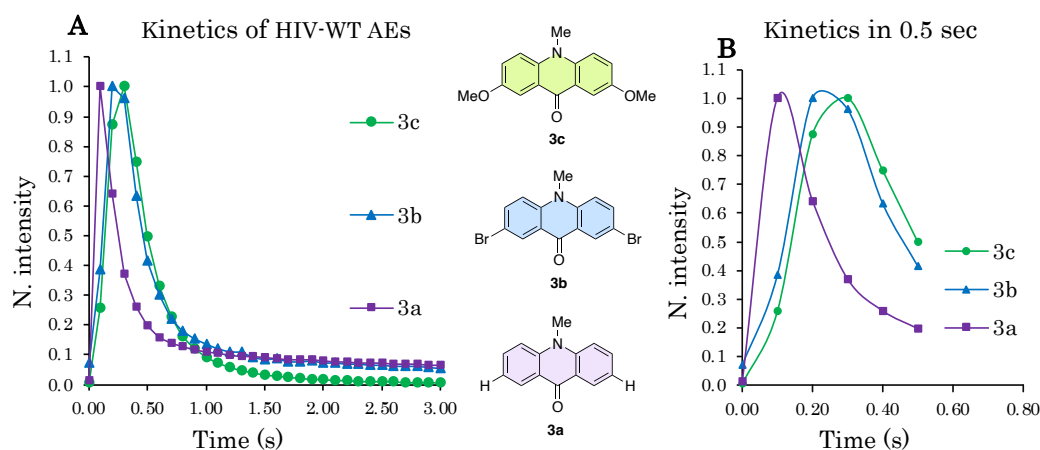 A
Kinetics of HIV-WT AEs
N. intensity
1.1
1.0
0.9
0.8
0.7
0.6
0.5
0.4
0.3
0.2
0.1
0.0
0.00 0.50 1.00 1.50 2.00 2.50 3.00
Time (s)
3c
3b
3a
Me
N
MeO
OMe
O
3c
Me
N
Br
Br
O
3b
Me
N
H
H
O
3a
B
Kinetics in 0.5 sec
N. intensity
1.1
1.0
0.9
0.8
0.7
0.6
0.5
0.4
0.3
0.2
0.1
0.0
0.00 0.20 0.40 0.60 0.80
Time (s)
3c
3b
3a